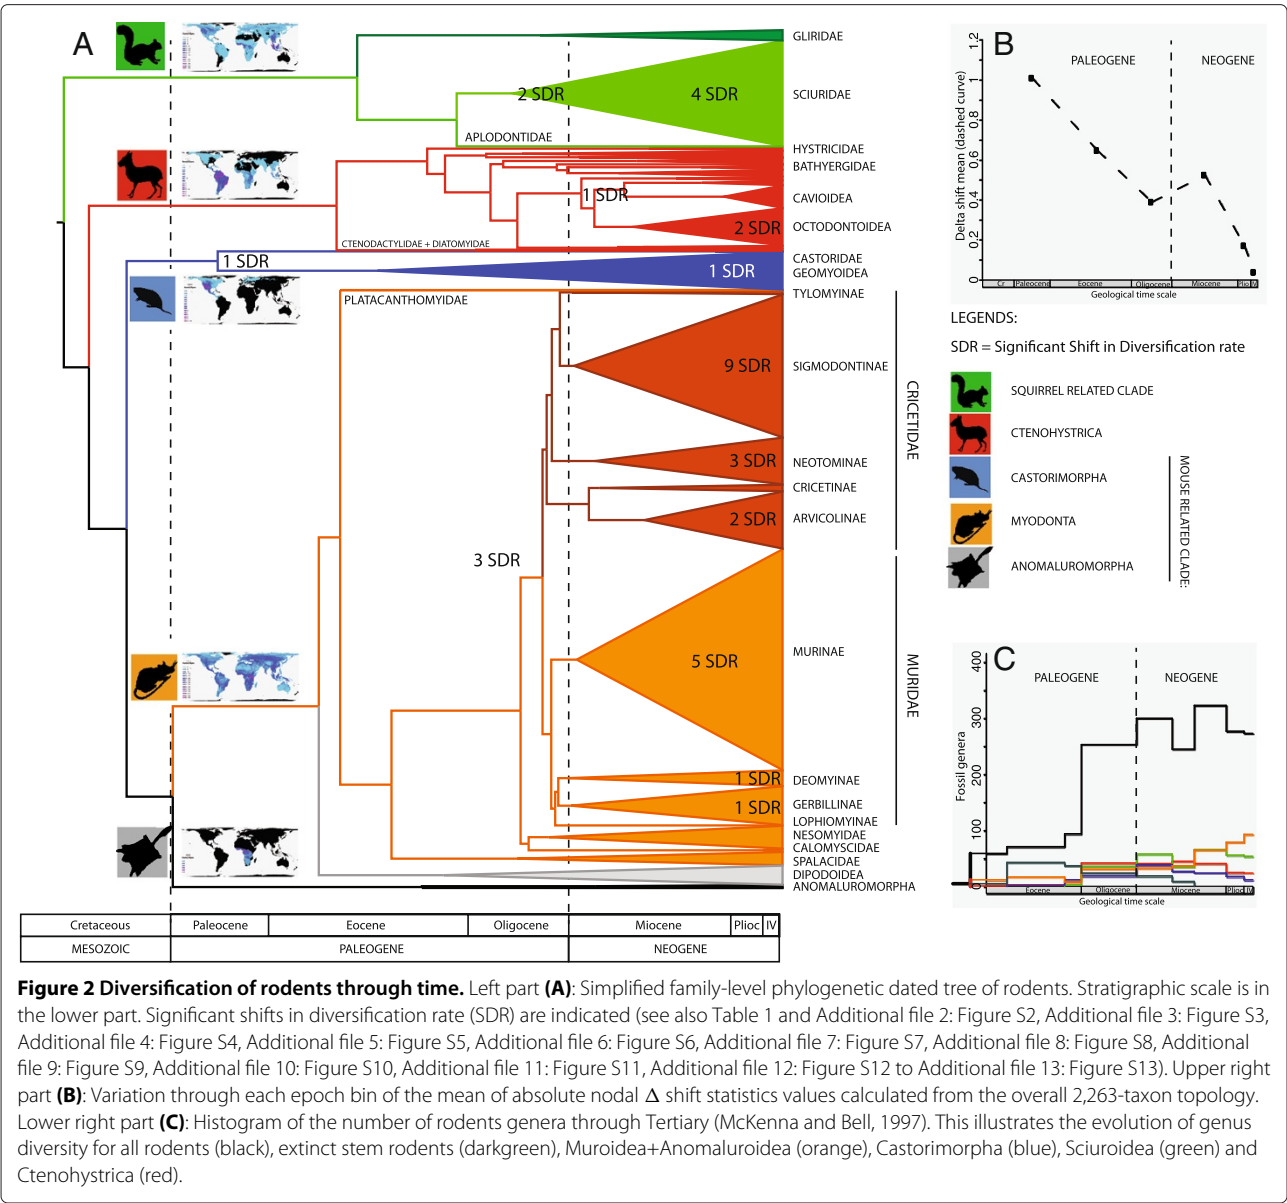 A
GLIRIDAE
2 SDR
4 SDR
SCIURIDAE
APLODONTIDAE
HYSTRICIDAE
BATHYERGIDAE
1 SDR
CAVIOIDEA
2 SDR
OCTODONTOIDEA
CTENODACTYLIDAE + DIATOMYIDAE
1 SDR
CASTORIDAE
1 SDR
GEOMYOIDEA
PLATACANTHOMYIDAE
TYLOMYINAE
9 SDR
SIGMODONTINAE
CRICETIDAE
3 SDR
NEOTOMINAE
CRICETINAE
2 SDR
ARVICOLINAE
3 SDR
5 SDR
MURINAE
MURIDAE
1 SDR
DEOMYINAE
1 SDR
GERBILLINAE
LOPHIOMYINAE
NESOMYIDAE
CALOMYSCIDAE
SPALACIDAE
DIPODOIDEA
ANOMALUROMORPHA
Cretaceous Paleocene Eocene Oligocene Miocene Plioc IV
MESOZOIC PALEOGENE NEOGENE
B
PALEOGENE NEOGENE
Delta shift mean (dashed curve)
1.2
1
0.8
0.6
0.4
0.2
0
Cr Paleocene Eocene Oligocene Miocene Plio IV
Geological time scale
LEGENDS:
SDR = Significant Shift in Diversification rate
SQUIRREL RELATED CLADE
CTENOHYSTRICA
CASTORIMORPHA
MYODONTA
ANOMALUROMORPHA
MOUSE RELATED CLADE:
C
PALEOGENE NEOGENE
Fossil genera
400
300
200
100
0
Eocene Oligocene Miocene Plio IV
Geological time scale
Figure 2 Diversification of rodents through time. Left part (A): Simplified family-level phylogenetic dated tree of rodents. Stratigraphic scale is in
the lower part. Significant shifts in diversification rate (SDR) are indicated (see also Table 1 and Additional file 2: Figure S2, Additional file 3: Figure S3,
Additional file 4: Figure S4, Additional file 5: Figure S5, Additional file 6: Figure S6, Additional file 7: Figure S7, Additional file 8: Figure S8, Additional
file 9: Figure S9, Additional file 10: Figure S10, Additional file 11: Figure S11, Additional file 12: Figure S12 to Additional file 13: Figure S13). Upper right
part (B): Variation through each epoch bin of the mean of absolute nodal Δ shift statistics values calculated from the overall 2,263-taxon topology.
Lower right part (C): Histogram of the number of rodents genera through Tertiary (McKenna and Bell, 1997). This illustrates the evolution of genus
diversity for all rodents (black), extinct stem rodents (darkgreen), Muroidea+Anomaluroidea (orange), Castorimorpha (blue), Sciuroidea (green) and
Ctenohystrica (red).